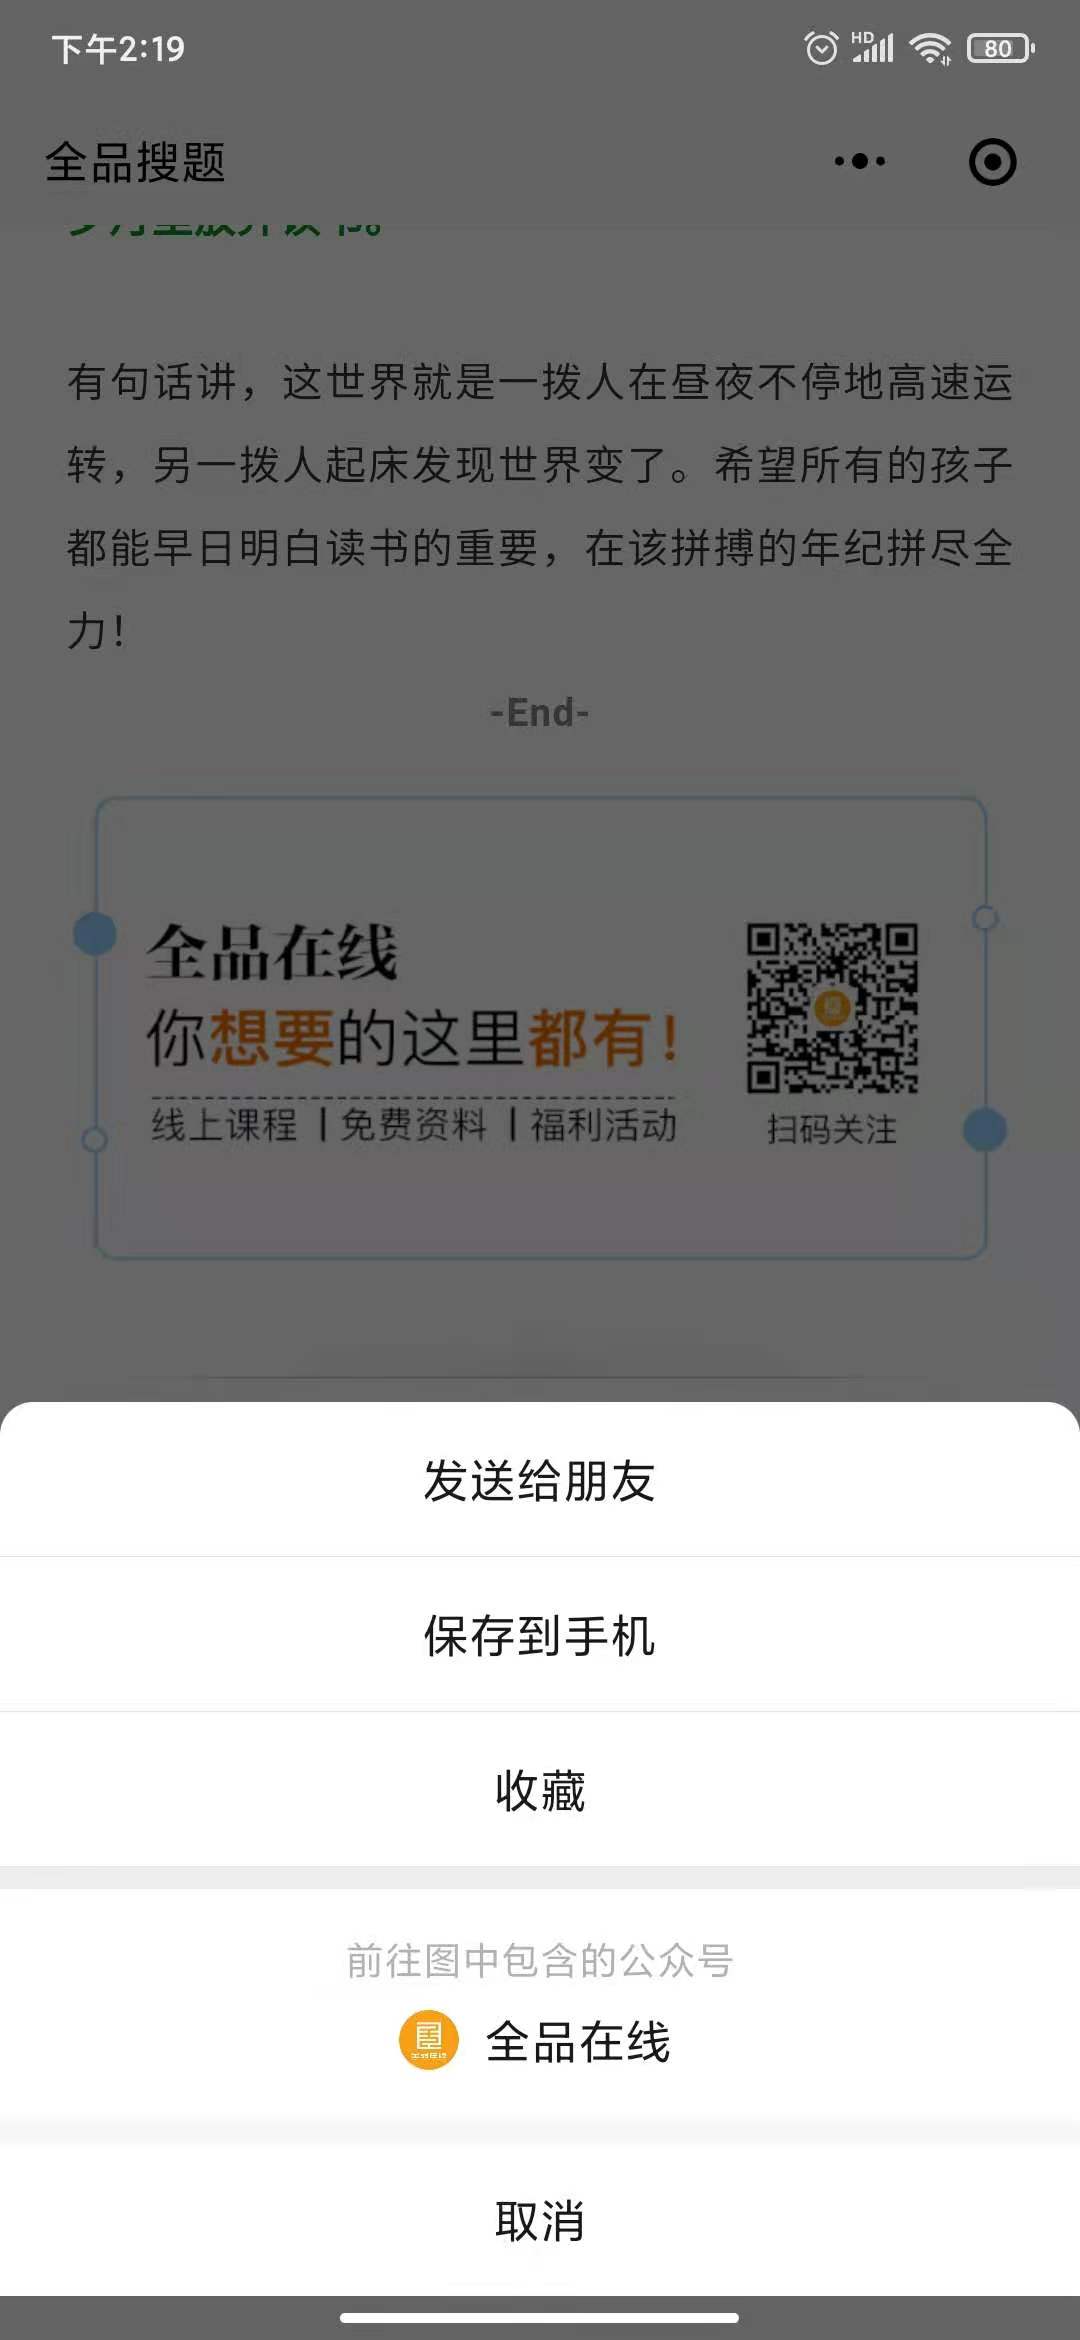 下午2:19
HD
80
全品搜题
有句话讲，这世界就是一拨人在昼夜不停地高速运
转，另一拨人起床发现世界变了。希望所有的孩子
都能早日明白读书的重要，在该拼搏的年纪拼尽全
力！
-End-
全品在线
你想要的这里都有！
线上课程 | 免费资料 | 福利活动
扫码关注
发送给朋友
保存到手机
收藏
前往图中包含的公众号
全品在线
取消